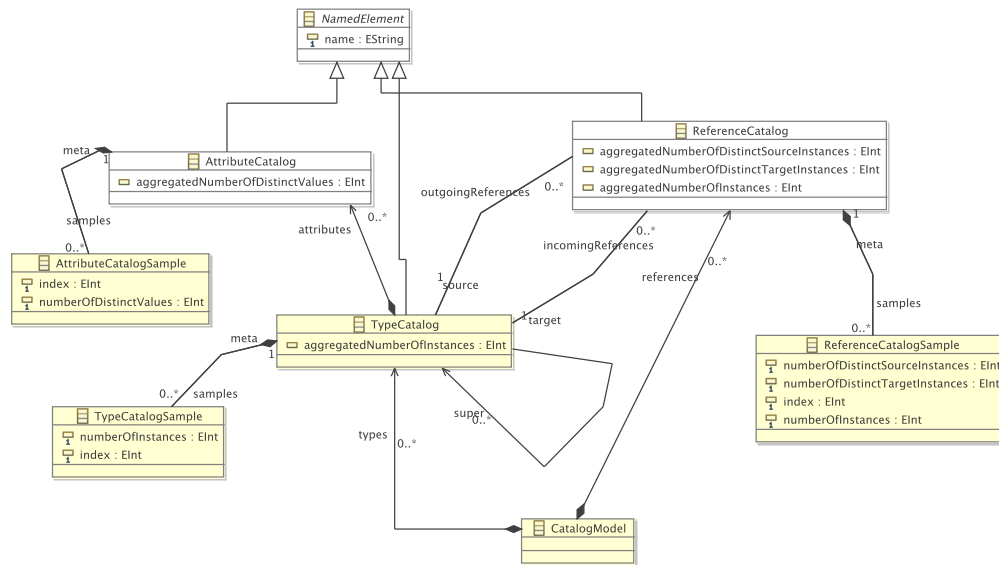 NamedElement
1 name : EString
ReferenceCatalog
aggregatedNumberOfDistinctSourceInstances : EInt
aggregatedNumberOfDistinctTargetInstances : EInt
aggregatedNumberOfInstances : EInt
meta
1
AttributeCatalog
aggregatedNumberOfDistinctValues : EInt
outgoingReferences
0..*
samples
0..*
attributes
0..*
incomingReferences
0..*
1
meta
AttributeCatalogSample
1 index : EInt
1 numberOfDistinctValues : EInt
references
0..*
1
source
samples
0..*
1
target
TypeCatalog
aggregatedNumberOfInstances : EInt
meta
1
ReferenceCatalogSample
1 numberOfDistinctSourceInstances : EInt
1 numberOfDistinctTargetInstances : EInt
1 index : EInt
1 numberOfInstances : EInt
0..*
samples
super
0..*
TypeCatalogSample
1 numberOfInstances : EInt
1 index : EInt
types
0..*
CatalogModel